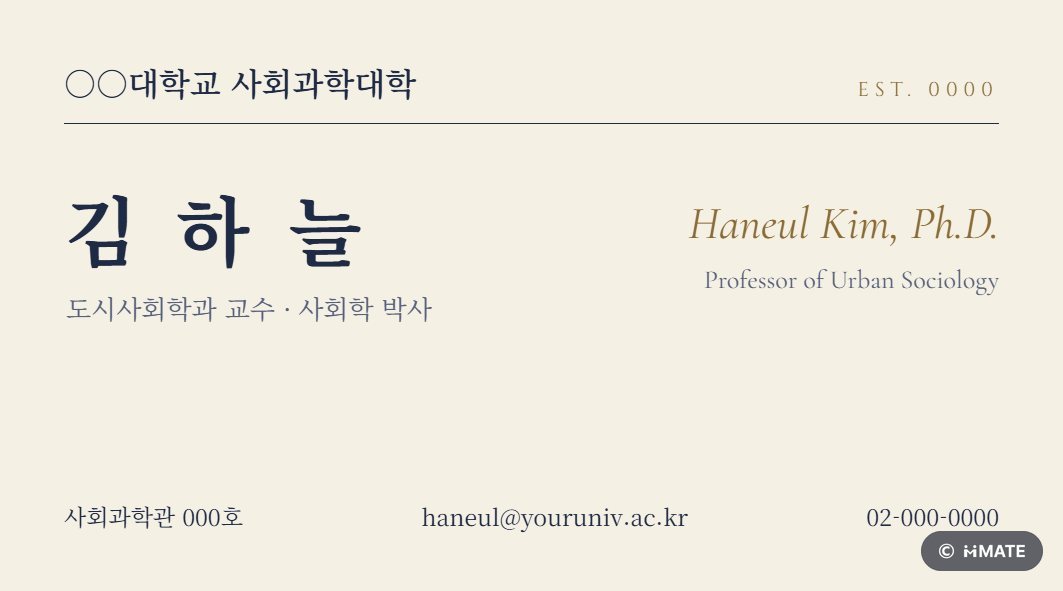 ○○대학교 사회과학대학
EST. 0000
김 하 늘
Haneul Kim, Ph.D.
Professor of Urban Sociology
도시사회학과 교수 · 사회학 박사
사회과학관 000호
haneul@youruniv.ac.kr
02-000-0000
© MATE